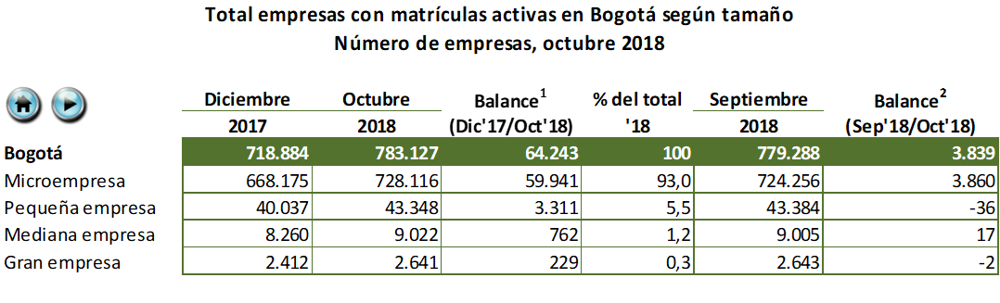 Total empresas con matrículas activas en Bogotá según tamaño
Número de empresas, octubre 2018
Diciembre Octubre Balance1 % del total Septiembre Balance2
2017 2018 (Dic'17/Oct'18) '18 2018 (Sep'18/Oct'18)
Bogotá 718.884 783.127 64.243 100 779.288 3.839
Microempresa 668.175 728.116 59.941 93,0 724.256 3.860
Pequeña empresa 40.037 43.348 3.311 5,5 43.384 -36
Mediana empresa 8.260 9.022 762 1,2 9.005 17
Gran empresa 2.412 2.641 229 0,3 2.643 -2